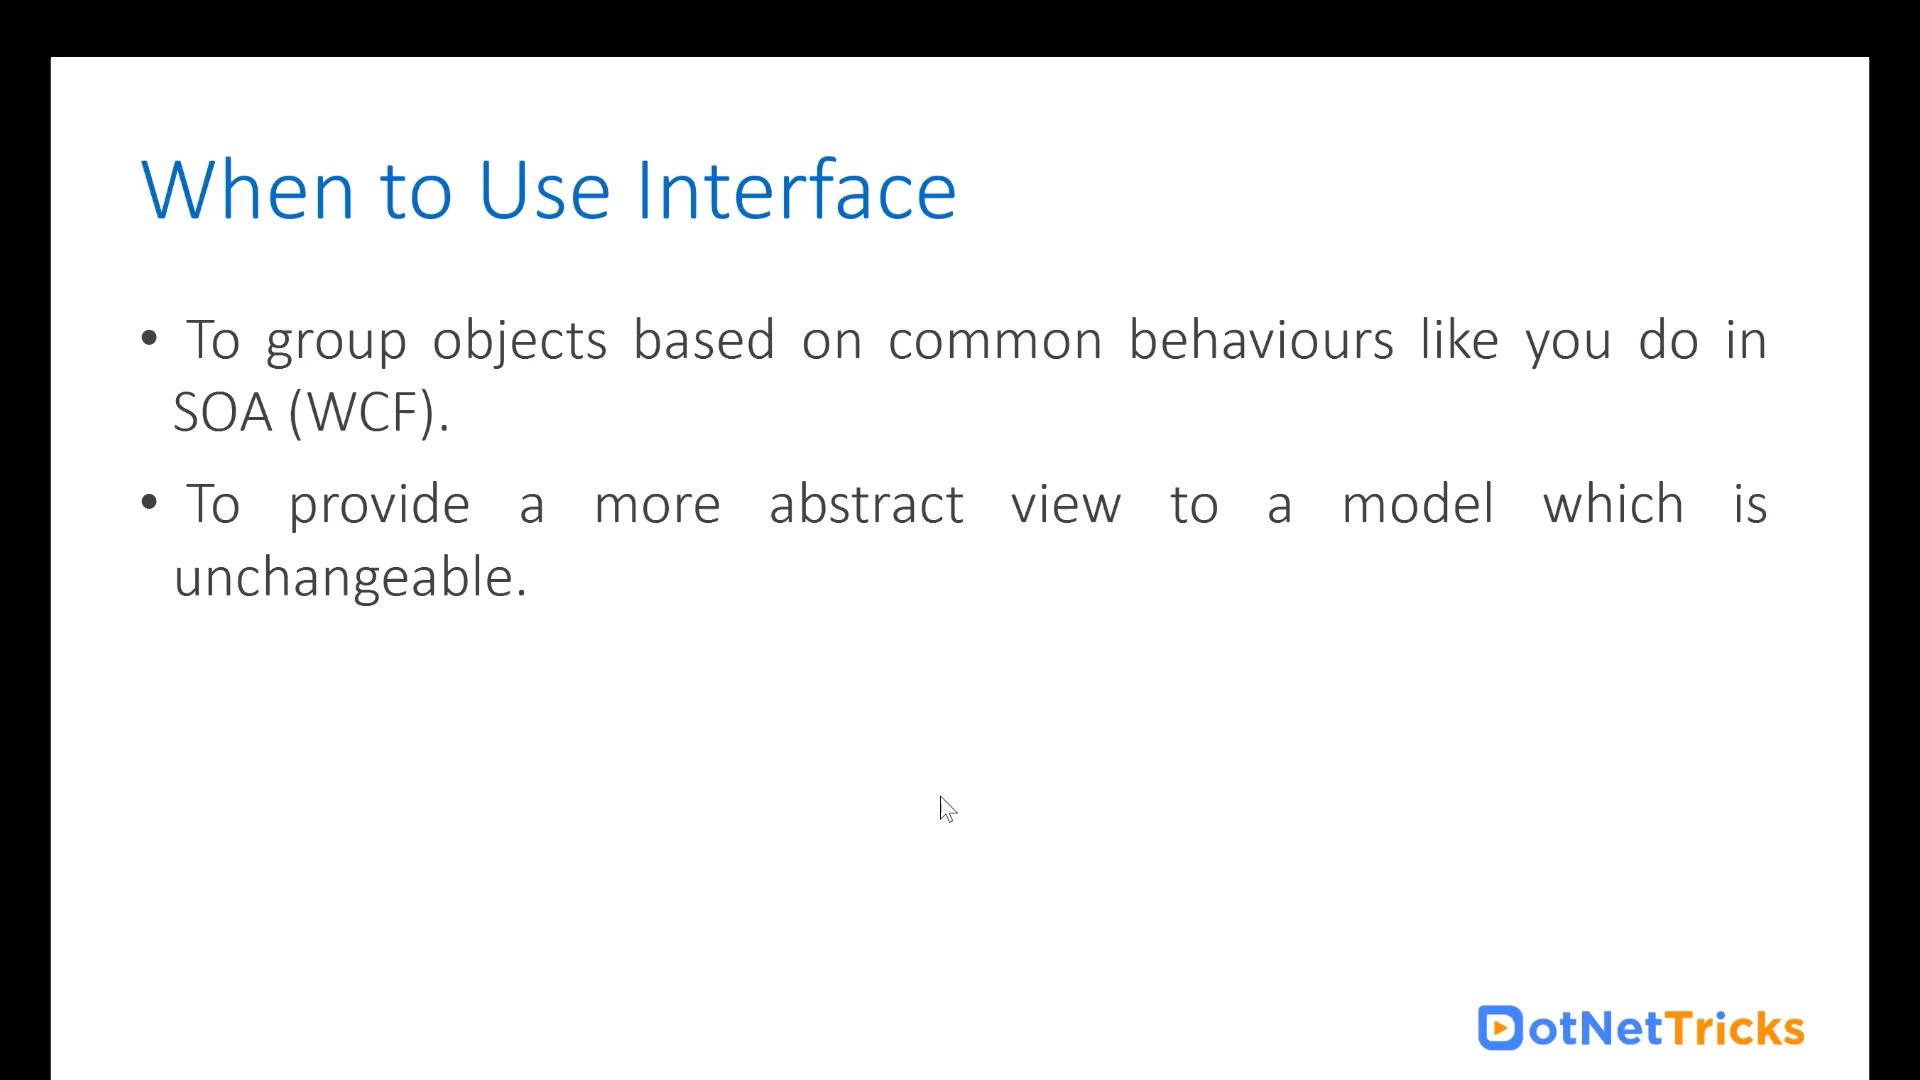 When to Use Interface
• To group objects based on common behaviours like you do in
SOA (WCF).
• To provide a more abstract view to a model which is
unchangeable.
DotNetTricks